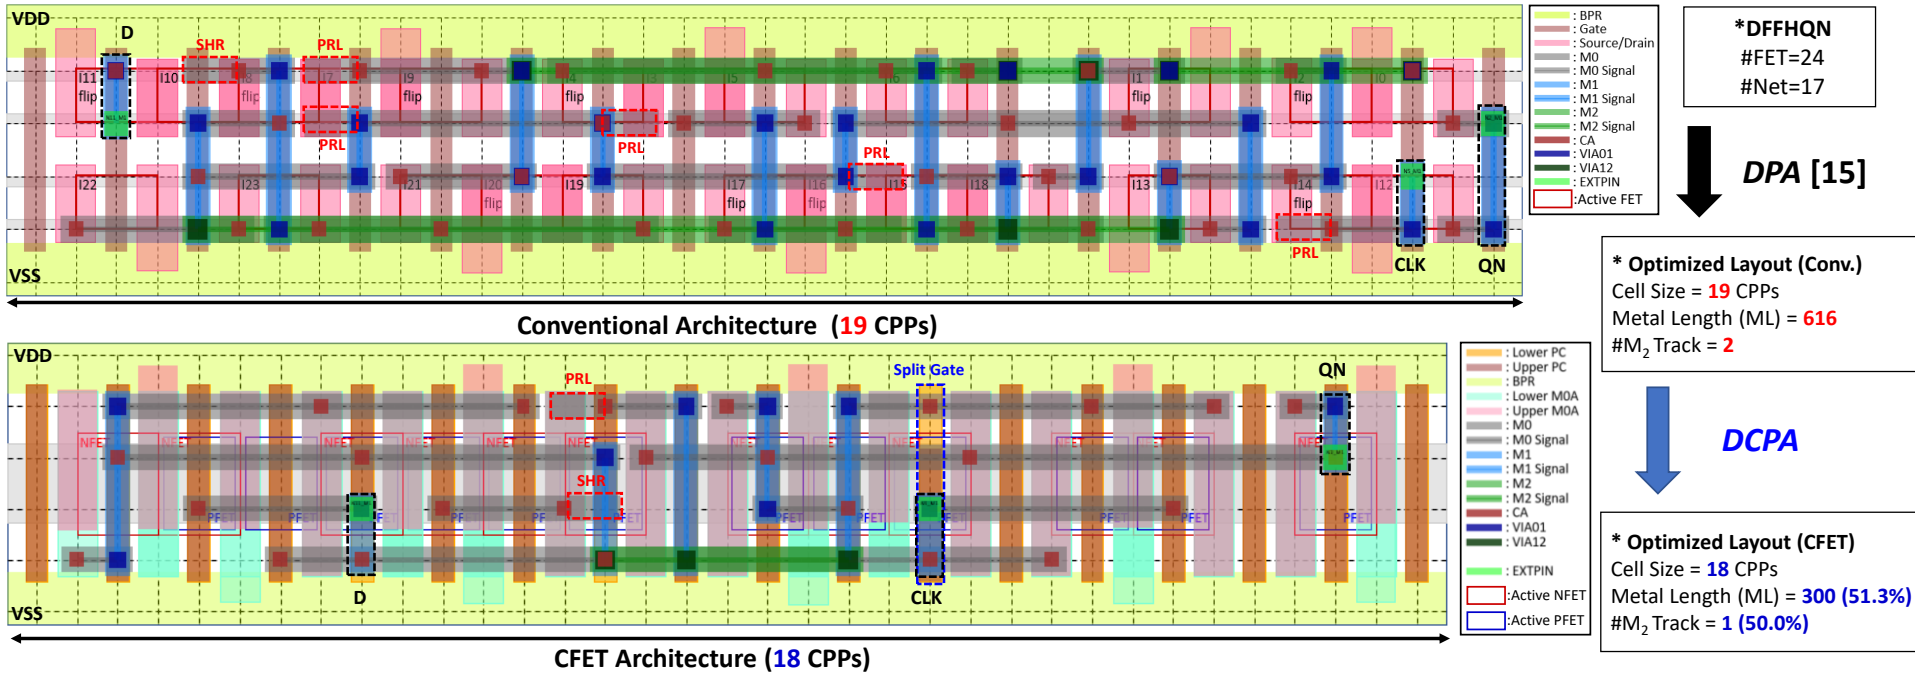 VDD
D
SHR
PRL
I11
flip
I10
I8
flip
I7
I9
flip
I4
flip
I3
I5
flip
I6
I1
flip
I2
flip
I0
PRL
PRL
PRL
I22
I23
I21
I20
flip
I19
I17
flip
I16
flip
I15
I18
I13
I14
flip
I12
PRL
VSS
CLK
QN
Conventional Architecture (19 CPPs)
: BPR
: Gate
: Source/Drain
: M0
: M0 Signal
: M1
: M1 Signal
: M2
: M2 Signal
: CA
: VIA01
: VIA12
: EXTPIN
:Active FET
*DFFHQN
#FET=24
#Net=17
DPA [15]
* Optimized Layout (Conv.)
Cell Size = 19 CPPs
Metal Length (ML) = 616
#M2 Track = 2
VDD
PRL
Split Gate
QN
NFET
NFET
NFET
NFET
NFET
NFET
NFET
NFET
NFET
NFET
SHR
PFET
PFET
PFET
PFET
PFET
PFET
PFET
PFET
PFET
PFET
VSS
D
CLK
CFET Architecture (18 CPPs)
: Lower PC
: Upper PC
: BPR
: Lower M0A
: Upper M0A
: M0
: M0 Signal
: M1
: M1 Signal
: M2
: M2 Signal
: CA
: VIA01
: VIA12
: EXTPIN
:Active NFET
:Active PFET
DCPA
* Optimized Layout (CFET)
Cell Size = 18 CPPs
Metal Length (ML) = 300 (51.3%)
#M2 Track = 1 (50.0%)